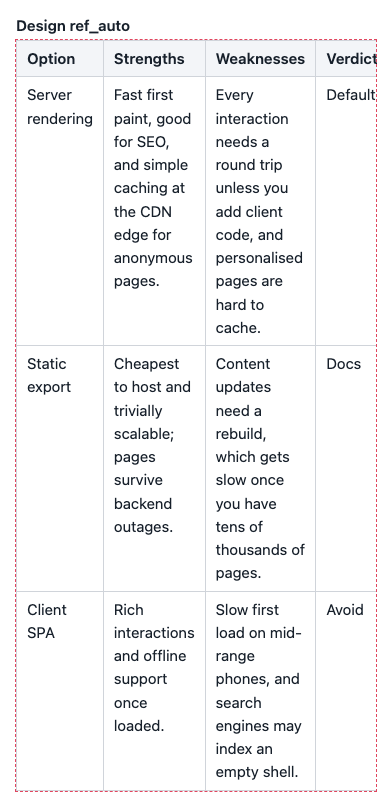 Design ref_auto
Option Strengths Weaknesses Verdict
Server rendering Fast first paint, good for SEO, and simple caching at the CDN edge for anonymous pages. Every interaction needs a round trip unless you add client code, and personalised pages are hard to cache. Default
Static export Cheapest to host and trivially scalable; pages survive backend outages. Content updates need a rebuild, which gets slow once you have tens of thousands of pages. Docs
Client SPA Rich interactions and offline support once loaded. Slow first load on mid-range phones, and search engines may index an empty shell. Avoid